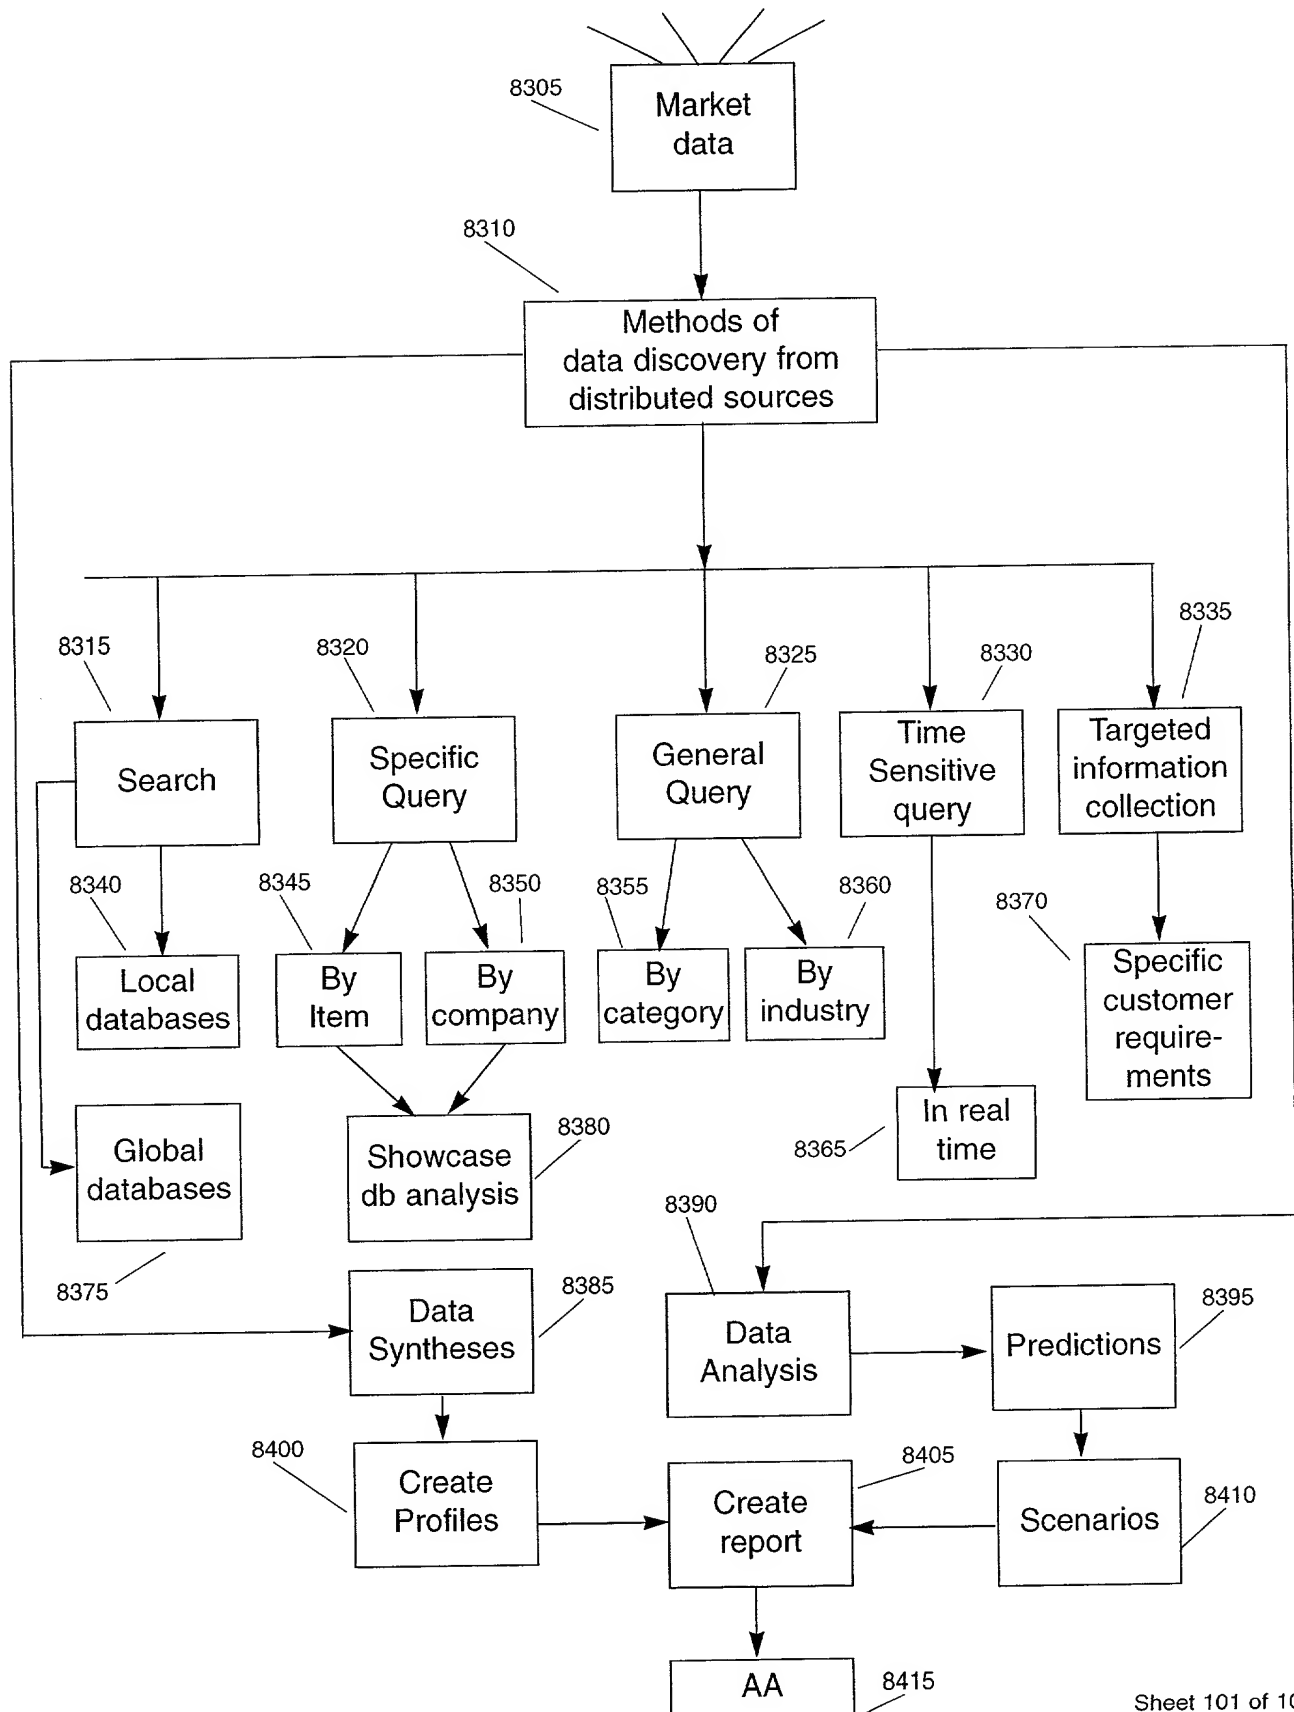 8305
Market
data
8310
Methods of
data discovery from
distributed sources
8315
8320
8325
8330
8335
Search
Specific
Query
General
Query
Time
Sensitive
query
Targeted
information
collection
8340
8345
8350
8355
8360
8370
Local
databases
By
Item
By
company
By
category
By
industry
Specific
customer
require-
ments
Global
databases
8375
Showcase
db analysis
8380
8365
In real
time
8390
Data
Syntheses
8385
Data
Analysis
Predictions
8395
8400
Create
Profiles
Create
report
8405
Scenarios
8410
AA
8415
Sheet 101 of 10